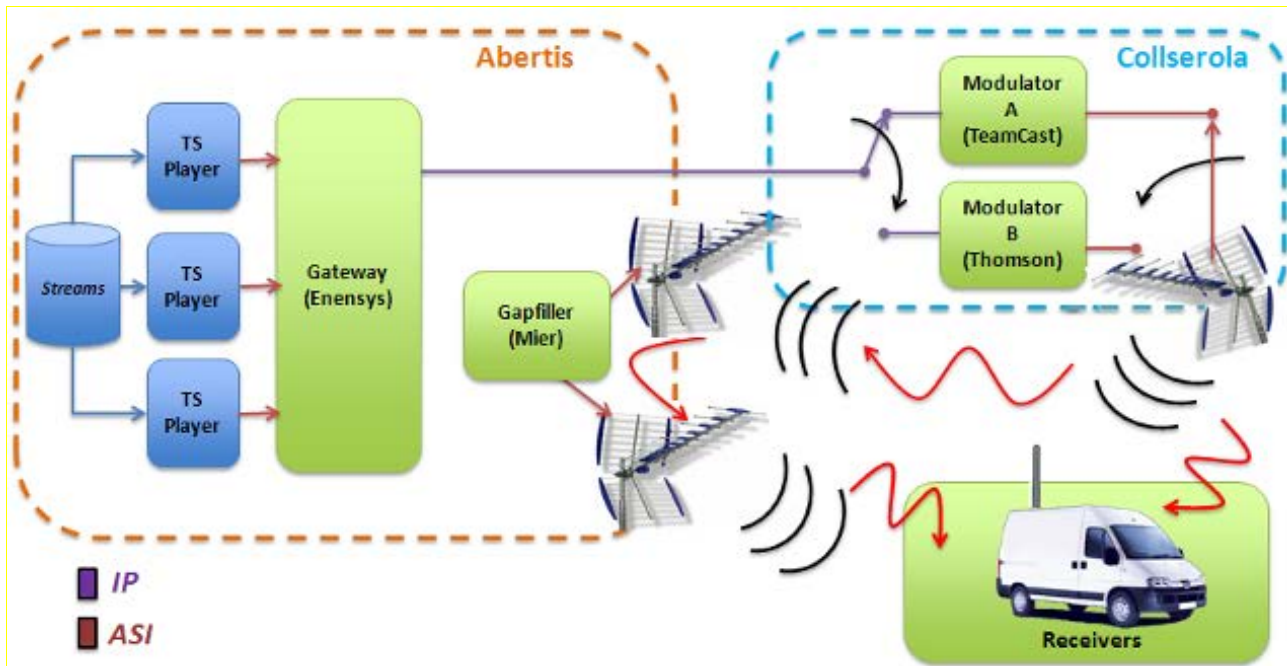 Abertis
Collserola
TS
Player
TS
Player
TS
Player
Streams
Gateway
(Enensys)
Gapfiller
(Mier)
Modulator
A
(TeamCast)
Modulator
B
(Thomson)
Receivers
IP
ASI